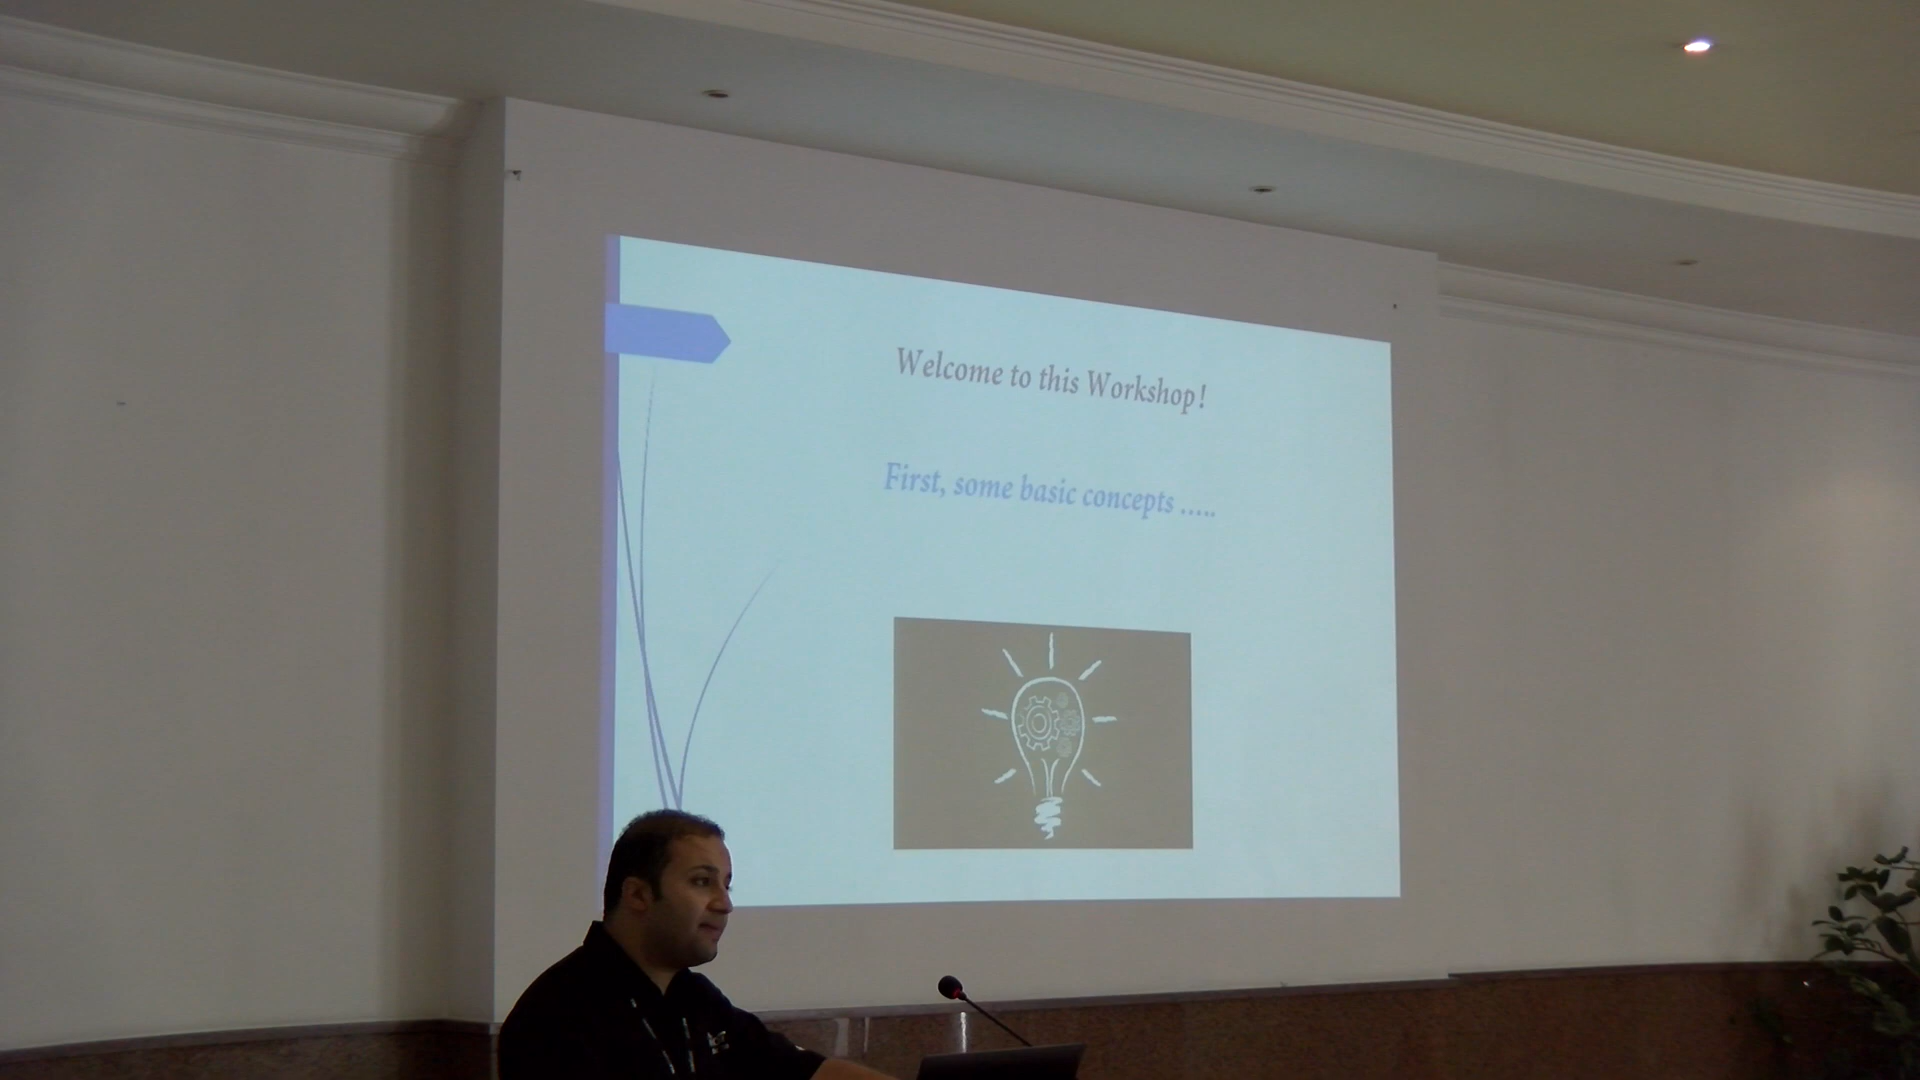 Welcome to this Workshop!
First, some basic concepts .....